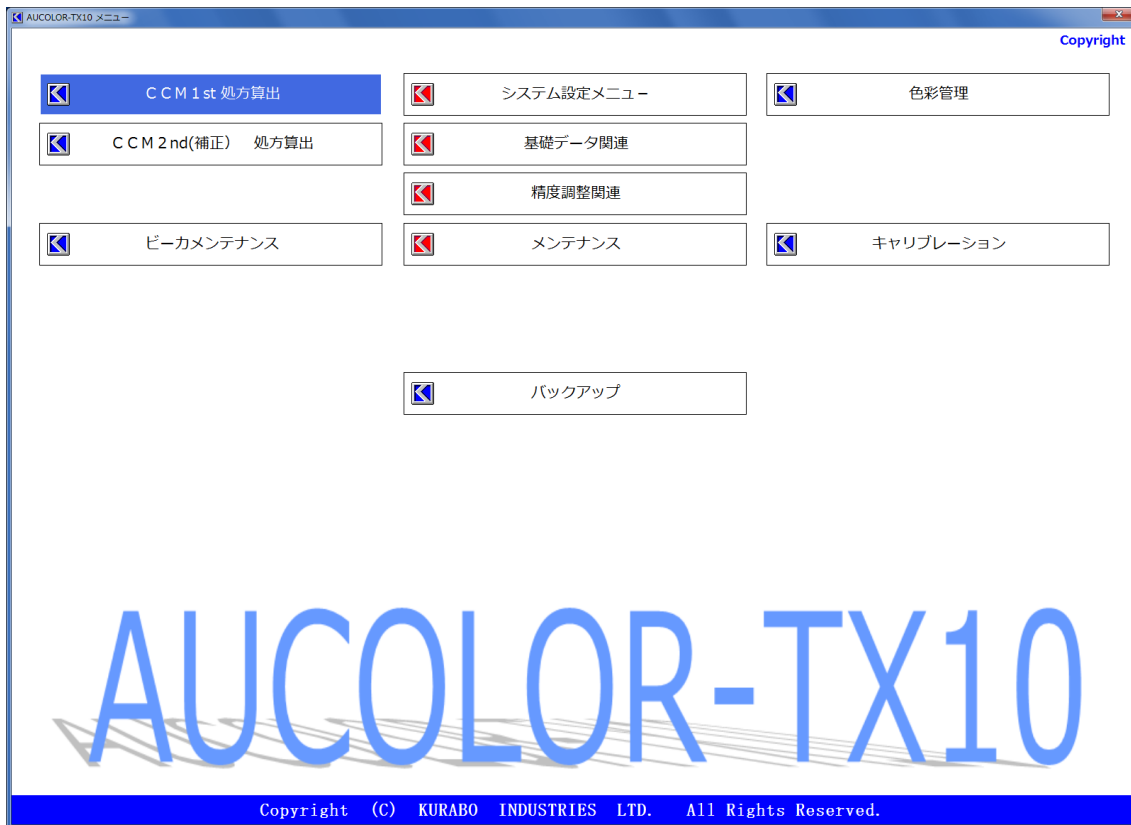 AUCOLOR-TX10 メニュー
Copyright
ＣＣＭ１st 処方算出
システム設定メニュー
色彩管理
ＣＣＭ２nd(補正)　処方算出
基礎データ関連
精度調整関連
ビーカメンテナンス
メンテナンス
キャリブレーション
バックアップ
AUCOLOR-TX10
Copyright (C) KURABO INDUSTRIES LTD. All Rights Reserved.